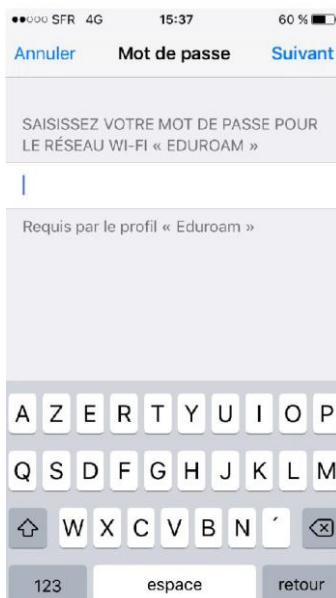 SFR 4G 15:37 60 %
Annuler Mot de passe Suivant
SAISISSEZ VOTRE MOT DE PASSE POUR
LE RÉSEAU WI-FI « EDUROAM »
Requis par le profil « Eduroam »
A Z E R T Y U I O P
Q S D F G H J K L M
W X C V B N ´
123 espace retour